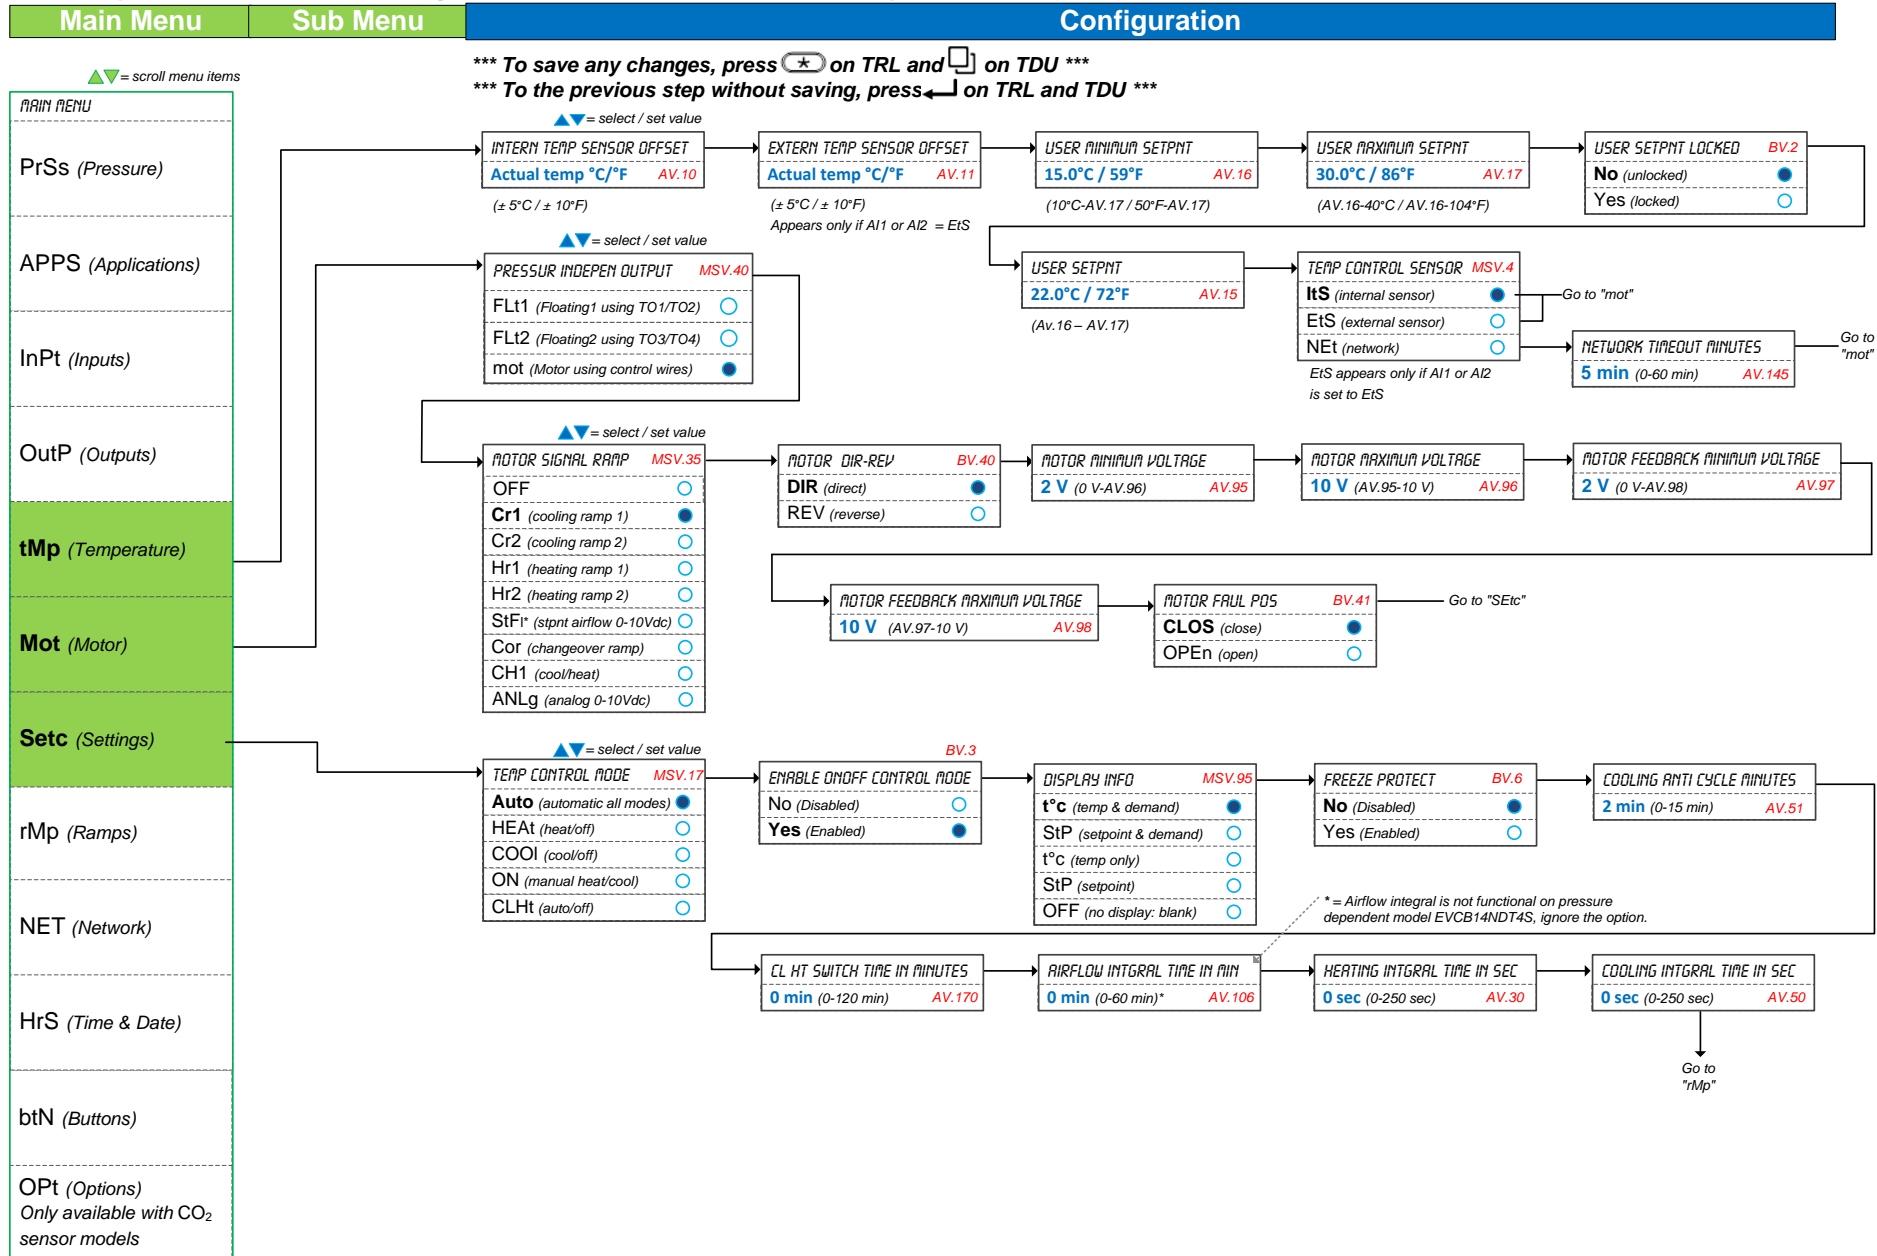 Main Menu
Sub Menu
Configuration
*** To save any changes, press on TRL and on TDU ***
*** To the previous step without saving, press on TRL and TDU ***
= scroll menu items
MAIN MENU
PrSs (Pressure)
APPS (Applications)
InPt (Inputs)
OutP (Outputs)
tMp (Temperature)
Mot (Motor)
Setc (Settings)
rMp (Ramps)
NET (Network)
HrS (Time & Date)
btN (Buttons)
OPt (Options)
Only available with CO₂
sensor models
= select / set value
INTERN TEMP SENSOR OFFSET
Actual temp °C/°F AV.10
(± 5°C / ± 10°F)
EXTERN TEMP SENSOR OFFSET
Actual temp °C/°F AV.11
(± 5°C / ± 10°F)
Appears only if AI1 or AI2 = EtS
USER MINIMUM SETPNT
15.0°C / 59°F AV.16
(10°C-AV.17 / 50°F-AV.17)
USER MAXIMUM SETPNT
30.0°C / 86°F AV.17
(AV.16-40°C / AV.16-104°F)
USER SETPNT LOCKED BV.2
No (unlocked)
Yes (locked)
USER SETPNT
22.0°C / 72°F AV.15
(Av.16 – AV.17)
TEMP CONTROL SENSOR MSV.4
ItS (internal sensor)
EtS (external sensor)
NEt (network)
EtS appears only if AI1 or AI2
is set to EtS
Go to "mot"
NETWORK TIMEOUT MINUTES
5 min (0-60 min) AV.145
Go to
"mot"
= select / set value
PRESSUR INDEPEN OUTPUT MSV.40
FLt1 (Floating1 using TO1/TO2)
FLt2 (Floating2 using TO3/TO4)
mot (Motor using control wires)
= select / set value
MOTOR SIGNAL RAMP MSV.35
OFF
Cr1 (cooling ramp 1)
Cr2 (cooling ramp 2)
Hr1 (heating ramp 1)
Hr2 (heating ramp 2)
StFI* (stpnt airflow 0-10Vdc)
Cor (changeover ramp)
CH1 (cool/heat)
ANLg (analog 0-10Vdc)
MOTOR DIR-REV BV.40
DIR (direct)
REV (reverse)
MOTOR MINIMUM VOLTAGE
2 V (0 V-AV.96) AV.95
MOTOR MAXIMUM VOLTAGE
10 V (AV.95-10 V) AV.96
MOTOR FEEDBACK MINIMUM VOLTAGE
2 V (0 V-AV.98) AV.97
MOTOR FEEDBACK MAXIMUM VOLTAGE
10 V (AV.97-10 V) AV.98
MOTOR FAUL POS BV.41
CLOS (close)
OPEn (open)
Go to "SEtc"
= select / set value
TEMP CONTROL MODE MSV.17
Auto (automatic all modes)
HEAt (heat/off)
COOl (cool/off)
ON (manual heat/cool)
CLHt (auto/off)
BV.3
ENABLE ONOFF CONTROL MODE
No (Disabled)
Yes (Enabled)
DISPLAY INFO MSV.95
t°c (temp & demand)
StP (setpoint & demand)
t°c (temp only)
StP (setpoint)
OFF (no display: blank)
FREEZE PROTECT BV.6
No (Disabled)
Yes (Enabled)
COOLING ANTI CYCLE MINUTES
2 min (0-15 min) AV.51
* = Airflow integral is not functional on pressure
dependent model EVCB14NDT4S, ignore the option.
CL HT SWITCH TIME IN MINUTES
0 min (0-120 min) AV.170
AIRFLOW INTGRAL TIME IN MIN
0 min (0-60 min)* AV.106
HEATING INTGRAL TIME IN SEC
0 sec (0-250 sec) AV.30
COOLING INTGRAL TIME IN SEC
0 sec (0-250 sec) AV.50
Go to
"rMp"